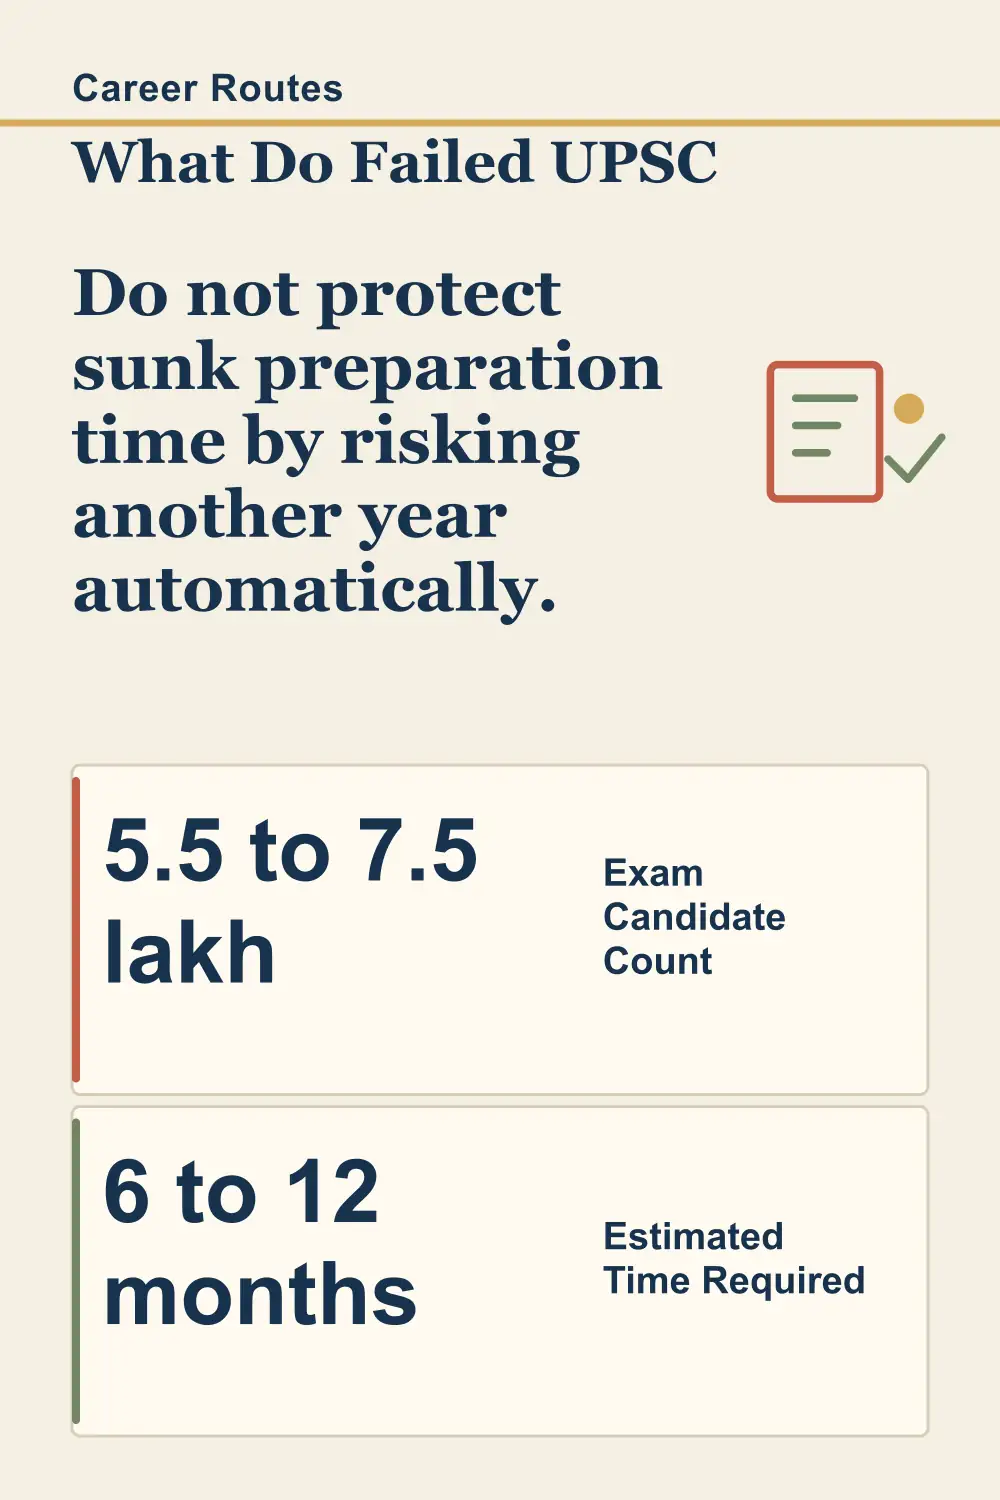 Career Routes
What Do Failed UPSC
Do not protect
sunk preparation
time by risking
another year
automatically.
5.5 to 7.5
lakh
Exam
Candidate
Count
6 to 12
months
Estimated
Time Required